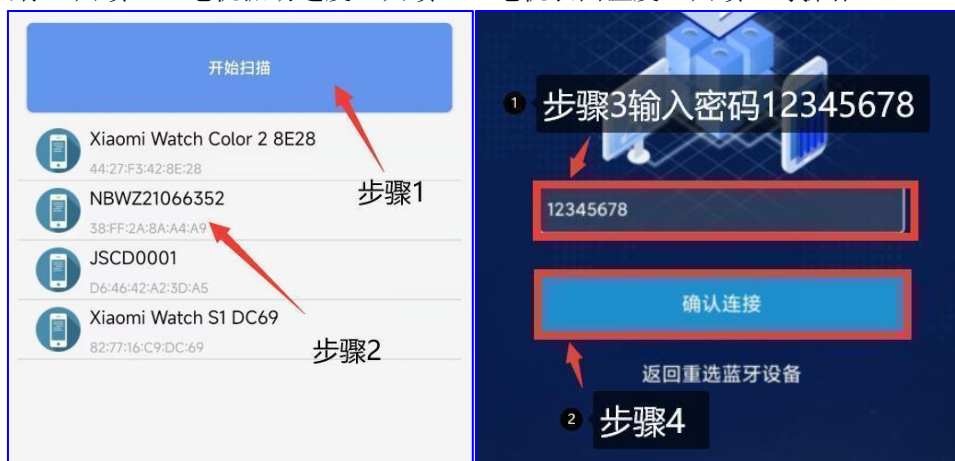 开始扫描
Xiaomi Watch Color 2 8E28
44:27:F3:42:8E:28
步骤1
NBWZ21066352
38:FF:2A:8A:A4:A9
JSCD0001
D6:46:42:A2:3D:A5
Xiaomi Watch S1 DC69
82:77:16:C9:DC:69
步骤2
1 步骤3输入密码12345678
12345678
确认连接
返回重选蓝牙设备
2 步骤4